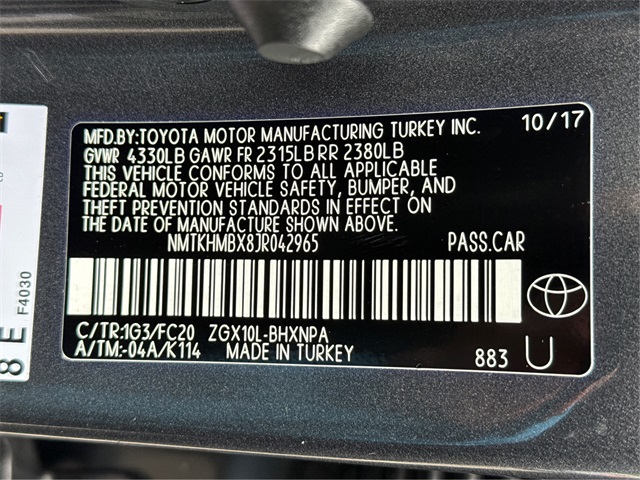 MFD.BY:TOYOTA MOTOR MANUFACTURING TURKEY INC. 10/17
GVWR 4330LB GAWR FR 2315LB RR 2380LB
THIS VEHICLE CONFORMS TO ALL APPLICABLE
FEDERAL MOTOR VEHICLE SAFETY, BUMPER, AND
THEFT PREVENTION STANDARDS IN EFFECT ON
THE DATE OF MANUFACTURE SHOWN ABOVE.
NMTKHMBX8JR042965 PASS.CAR
C/TR:1G3/FC20 ZGX10L-BHXNPA
A/TM:-04A/K114 MADE IN TURKEY 883 U
8 E
F4030